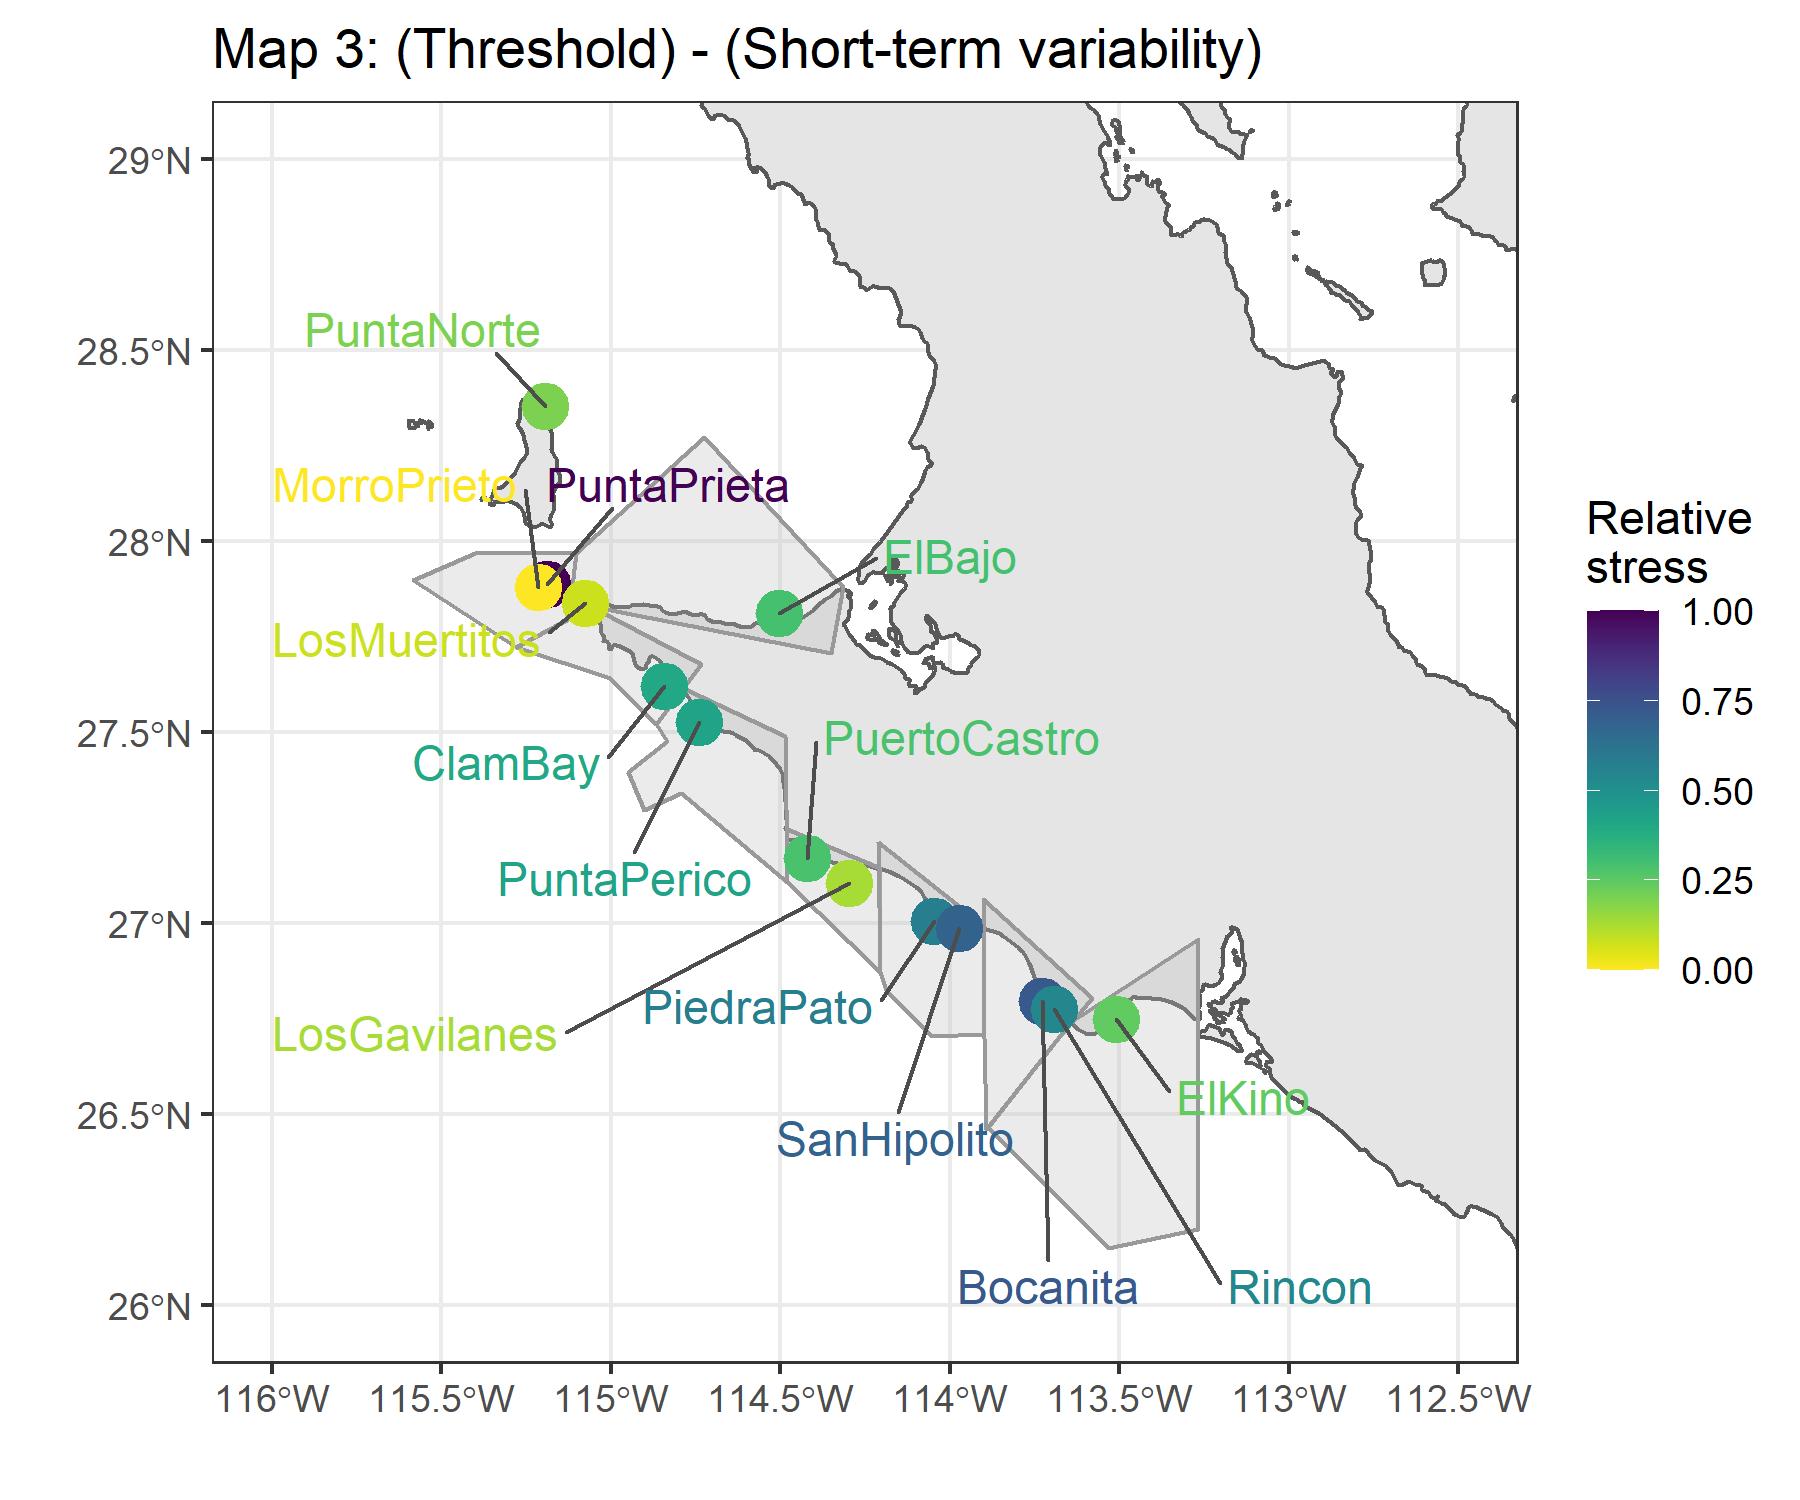 Map 3: (Threshold) - (Short-term variability)
29°N
28.5°N
28°N
27.5°N
27°N
26.5°N
26°N
PuntaNorte
MorroPrieto
PuntaPrieta
ElBajo
LosMuertitos
PuertoCastro
ClamBay
PuntaPerico
PiedraPato
LosGavilanes
ElKino
SanHipolito
Bocanita
Rincon
116°W
115.5°W
115°W
114.5°W
114°W
113.5°W
113°W
112.5°W
Relative
stress
1.00
0.75
0.50
0.25
0.00